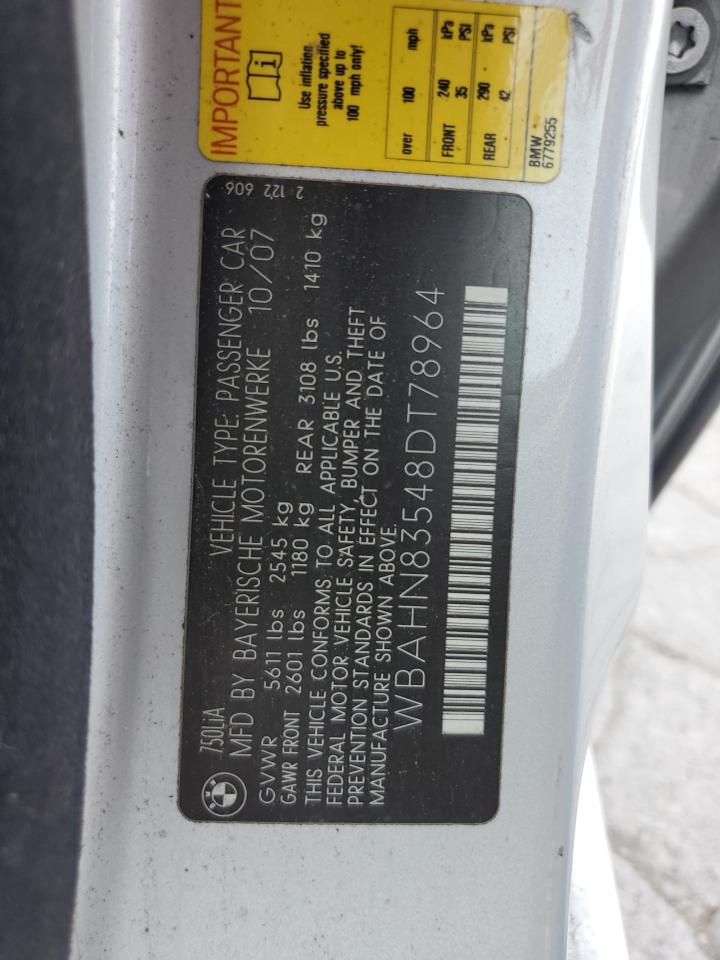 IMPORTANT
Use inflation
pressure specified
above up to
100 mph only!
over 100 mph
FRONT 240 kPa
35 PSI
REAR 290 kPa
42 PSI
BMW
6779255
2 122 606
750LiA VEHICLE TYPE: PASSENGER CAR
MFD BY BAYERISCHE MOTORENWERKE 10/07
GVWR 5611 lbs 2545 kg
GAWR FRONT 2601 lbs 1180 kg REAR 3108 lbs 1410 kg
THIS VEHICLE CONFORMS TO ALL APPLICABLE U.S.
FEDERAL MOTOR VEHICLE SAFETY, BUMPER AND THEFT
PREVENTION STANDARDS IN EFFECT ON THE DATE OF
MANUFACTURE SHOWN ABOVE.
WBAHN83548DT78964